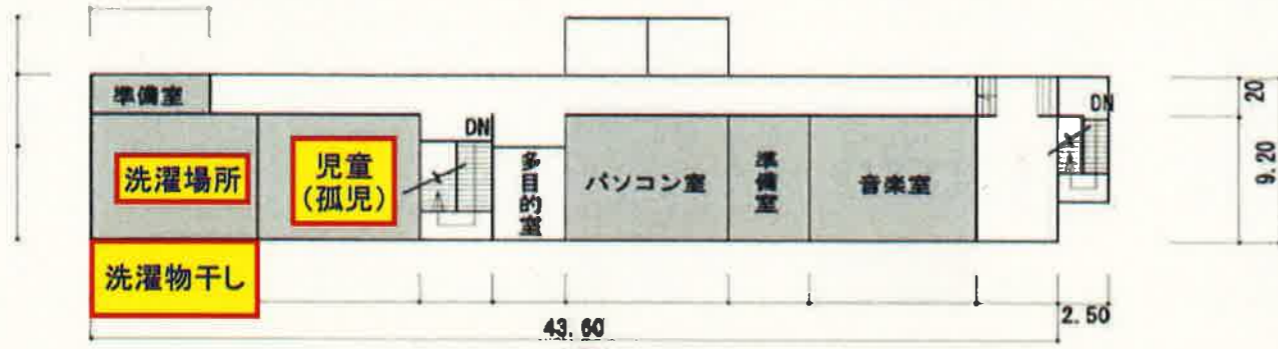 準備室
洗濯場所
児童
(孤児)
DN
多目的室
パソコン室
準備室
音楽室
DN
20
9.20
洗濯物干し
43.60
2.50